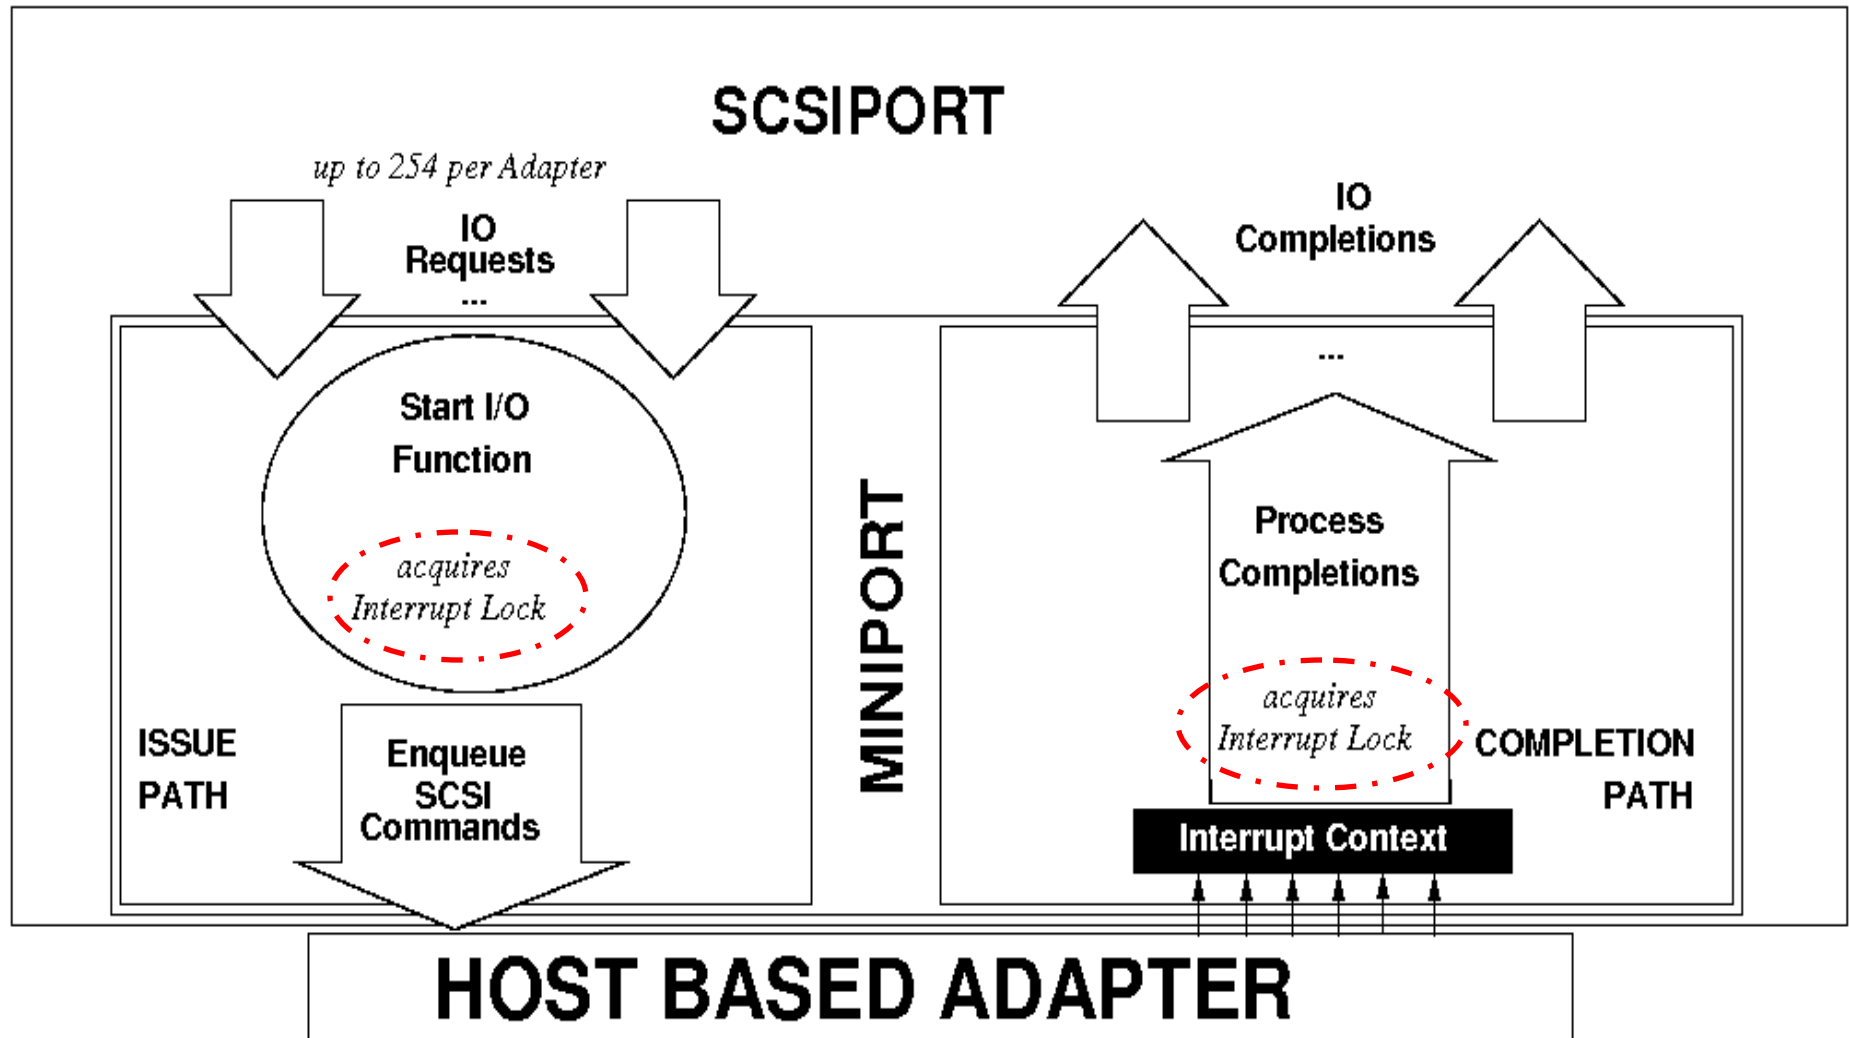 SCSIPORT
up to 254 per Adapter
IO
Requests
...
IO
Completions
...
Start I/O
Function
acquires
Interrupt Lock
ISSUE
PATH
Enqueue
SCSI
Commands
MINIPORT
Process
Completions
acquires
Interrupt Lock
COMPLETION
PATH
Interrupt Context
HOST BASED ADAPTER